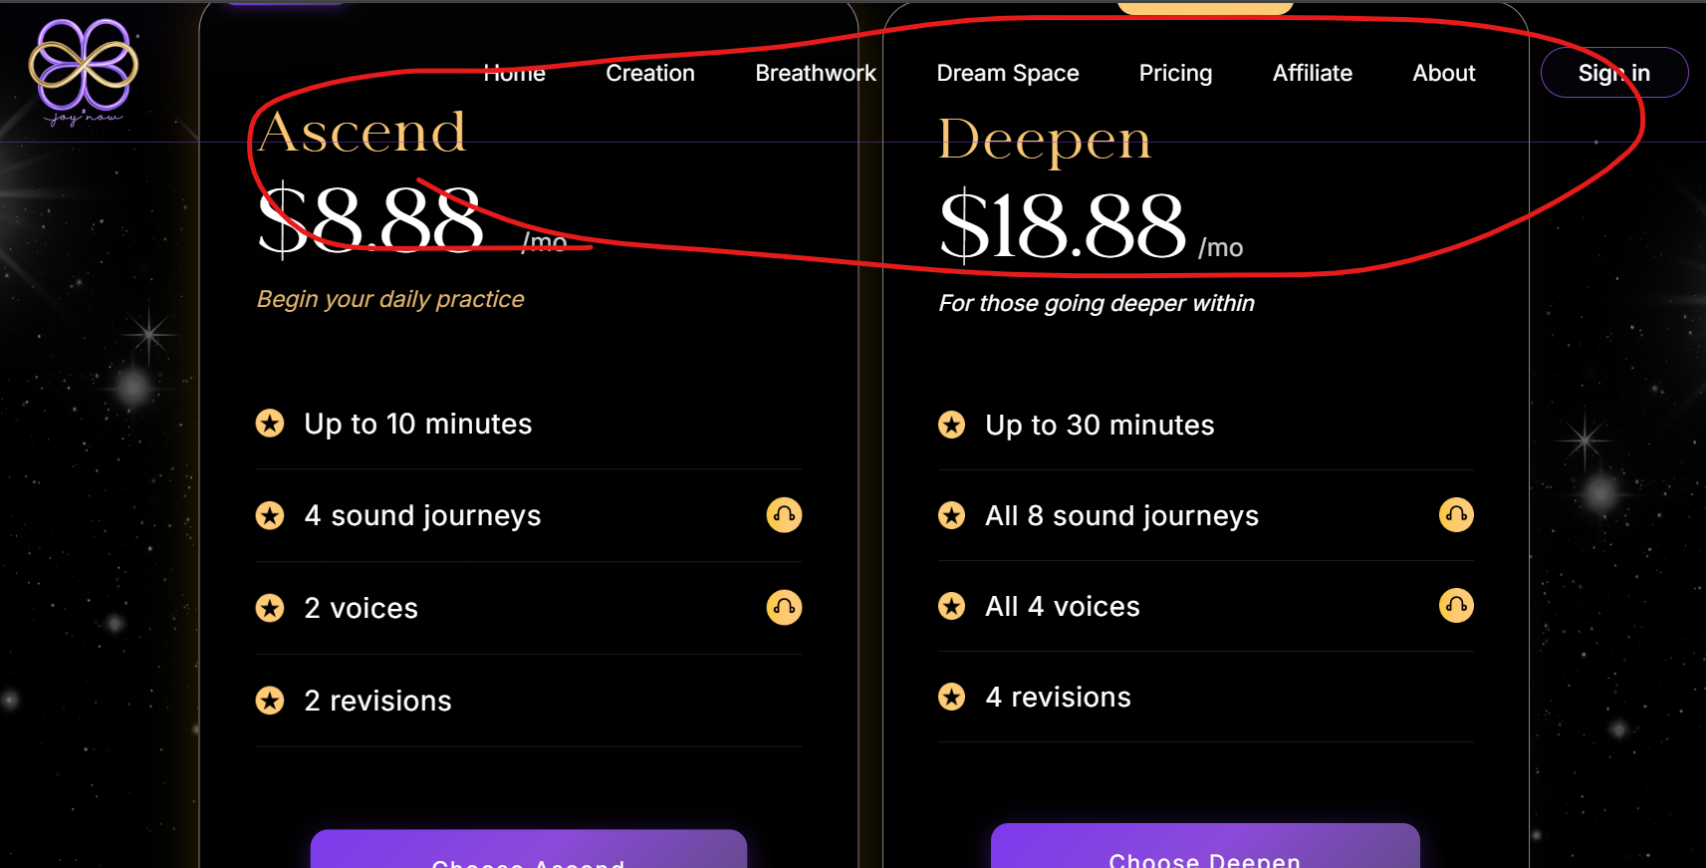 joy'now
Home Creation Breathwork Dream Space Pricing Affiliate About Sign in
Ascend
$8.88 /mo
Begin your daily practice
Up to 10 minutes
4 sound journeys
2 voices
2 revisions
Choose Ascend
Deepen
$18.88 /mo
For those going deeper within
Up to 30 minutes
All 8 sound journeys
All 4 voices
4 revisions
Choose Deepen